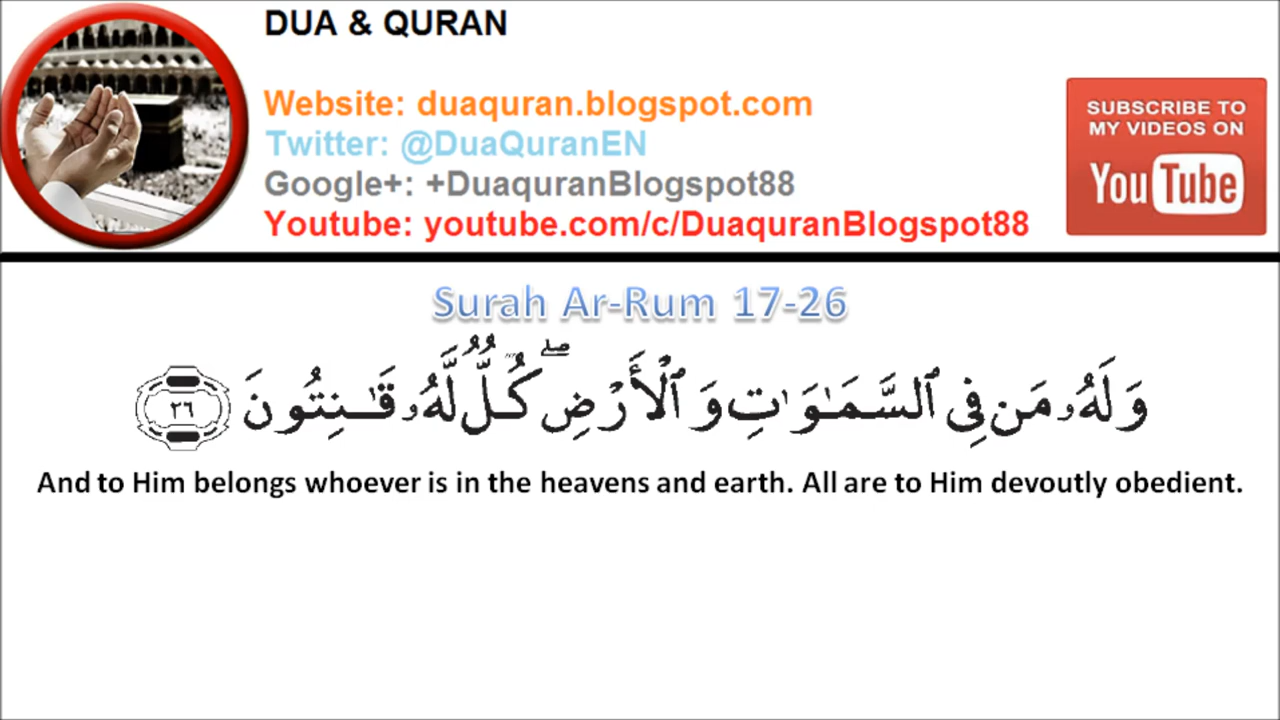 DUA & QURAN
Website: duaquran.blogspot.com
Twitter: @DuaQuranEN
Google+: +DuaquranBlogspot88
Youtube: youtube.com/c/DuaquranBlogspot88
SUBSCRIBE TO
MY VIDEOS ON
YouTube
Surah Ar-Rum 17-26
وَلَهُۥ مَن فِى ٱلسَّمَـٰوَٰتِ وَٱلْأَرْضِ ۖ كُلٌّ لَّهُۥ قَـٰنِتُونَ ٢٦
And to Him belongs whoever is in the heavens and earth. All are to Him devoutly obedient.